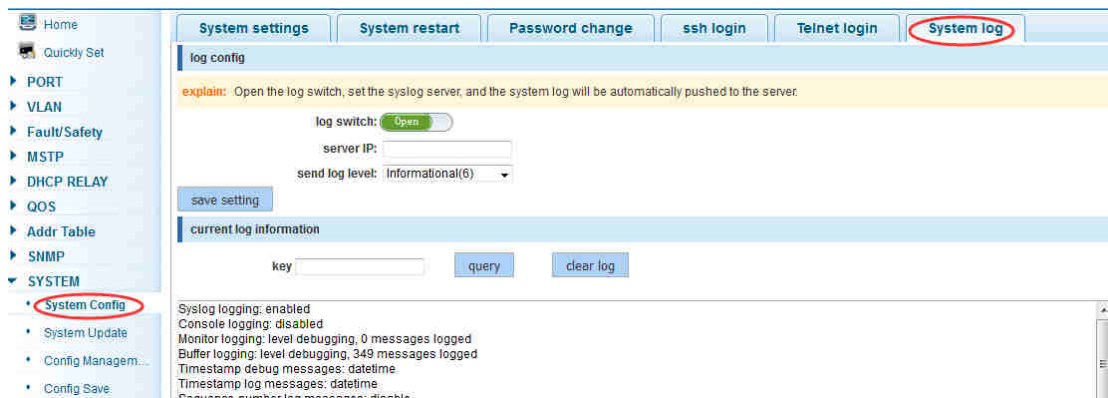 Home
Quickly Set
PORT
VLAN
Fault/Safety
MSTP
DHCP RELAY
QOS
Addr Table
SNMP
SYSTEM
System Config
System Update
Config Managem...
Config Save
System settings
System restart
Password change
ssh login
Telnet login
System log
log config
explain: Open the log switch, set the syslog server, and the system log will be automatically pushed to the server.
log switch: Open
server IP:
send log level: Informational(6)
save setting
current log information
key
query
clear log
Syslog logging: enabled
Console logging: disabled
Monitor logging: level debugging, 0 messages logged
Buffer logging: level debugging, 349 messages logged
Timestamp debug messages: datetime
Timestamp log messages: datetime
Sequence-number log messages: disable